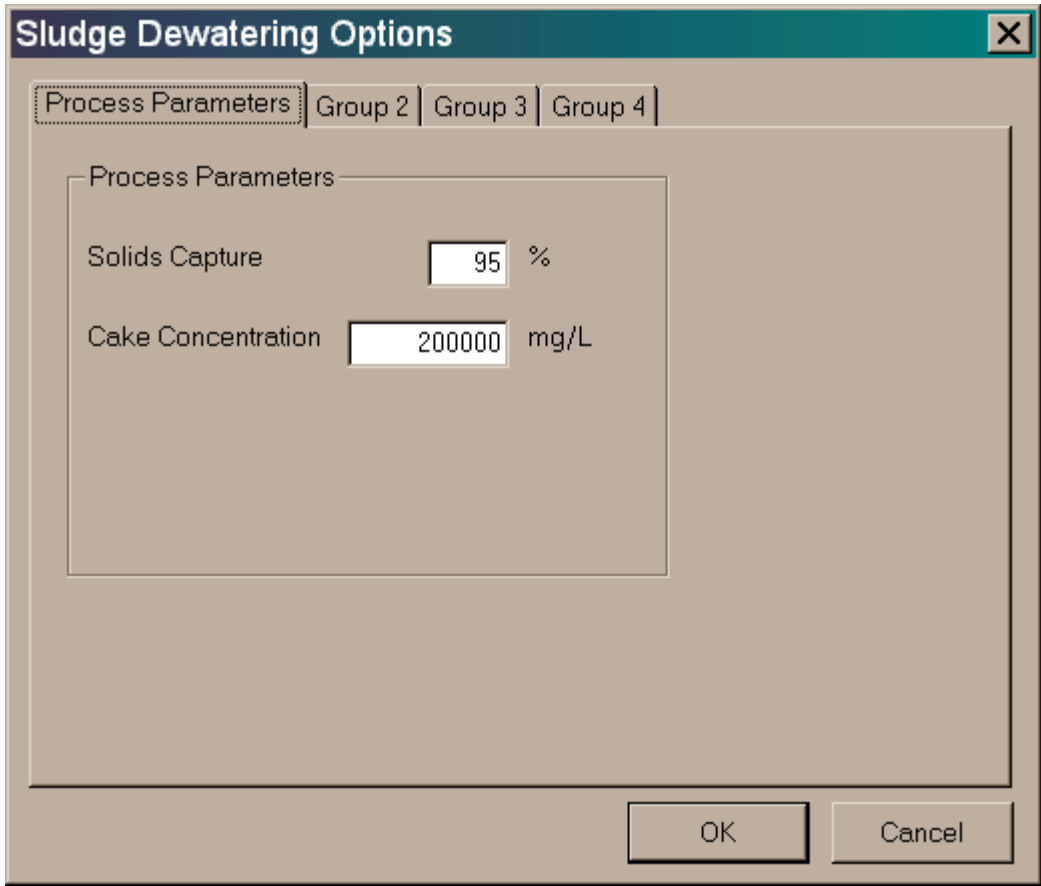 Sludge Dewatering Options
Process Parameters Group 2 Group 3 Group 4
Process Parameters
Solids Capture 95 %
Cake Concentration 200000 mg/L
OK Cancel